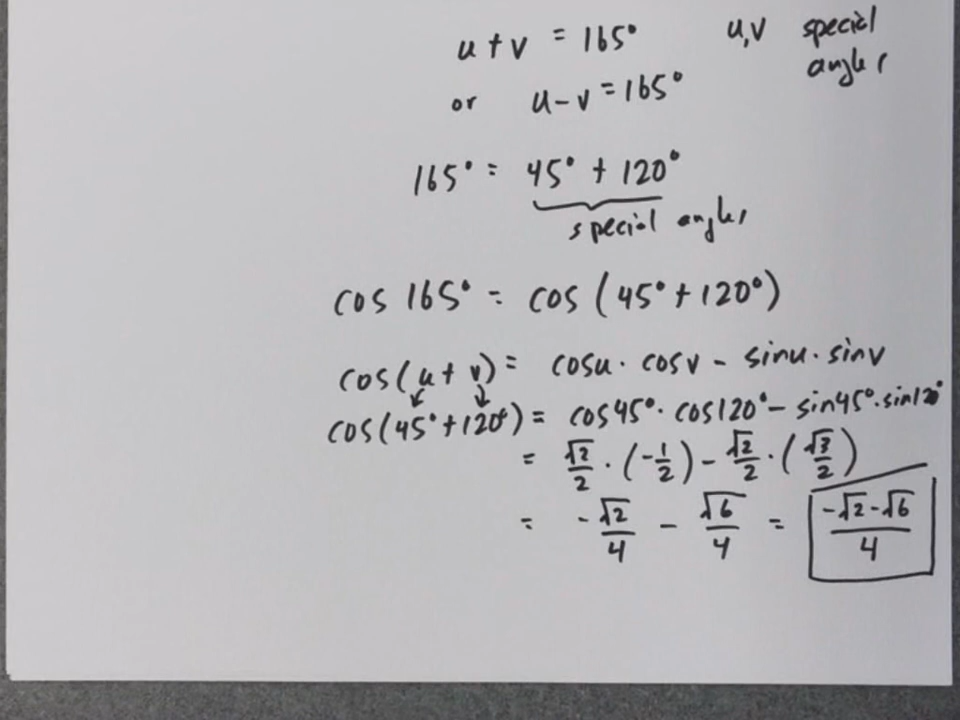 u + v = 165° u,v special
angles
or u - v = 165°
165° = 45° + 120°
special angles
cos 165° = cos (45° + 120°)
cos(u + v) = cosu · cosv - sinu · sinv
cos(45° + 120°) = cos45° · cos120° - sin45° · sin120°
= √2/2 · (-1/2) - √2/2 · (√3/2)
= -√2/4 - √6/4 = (-√2-√6)/4